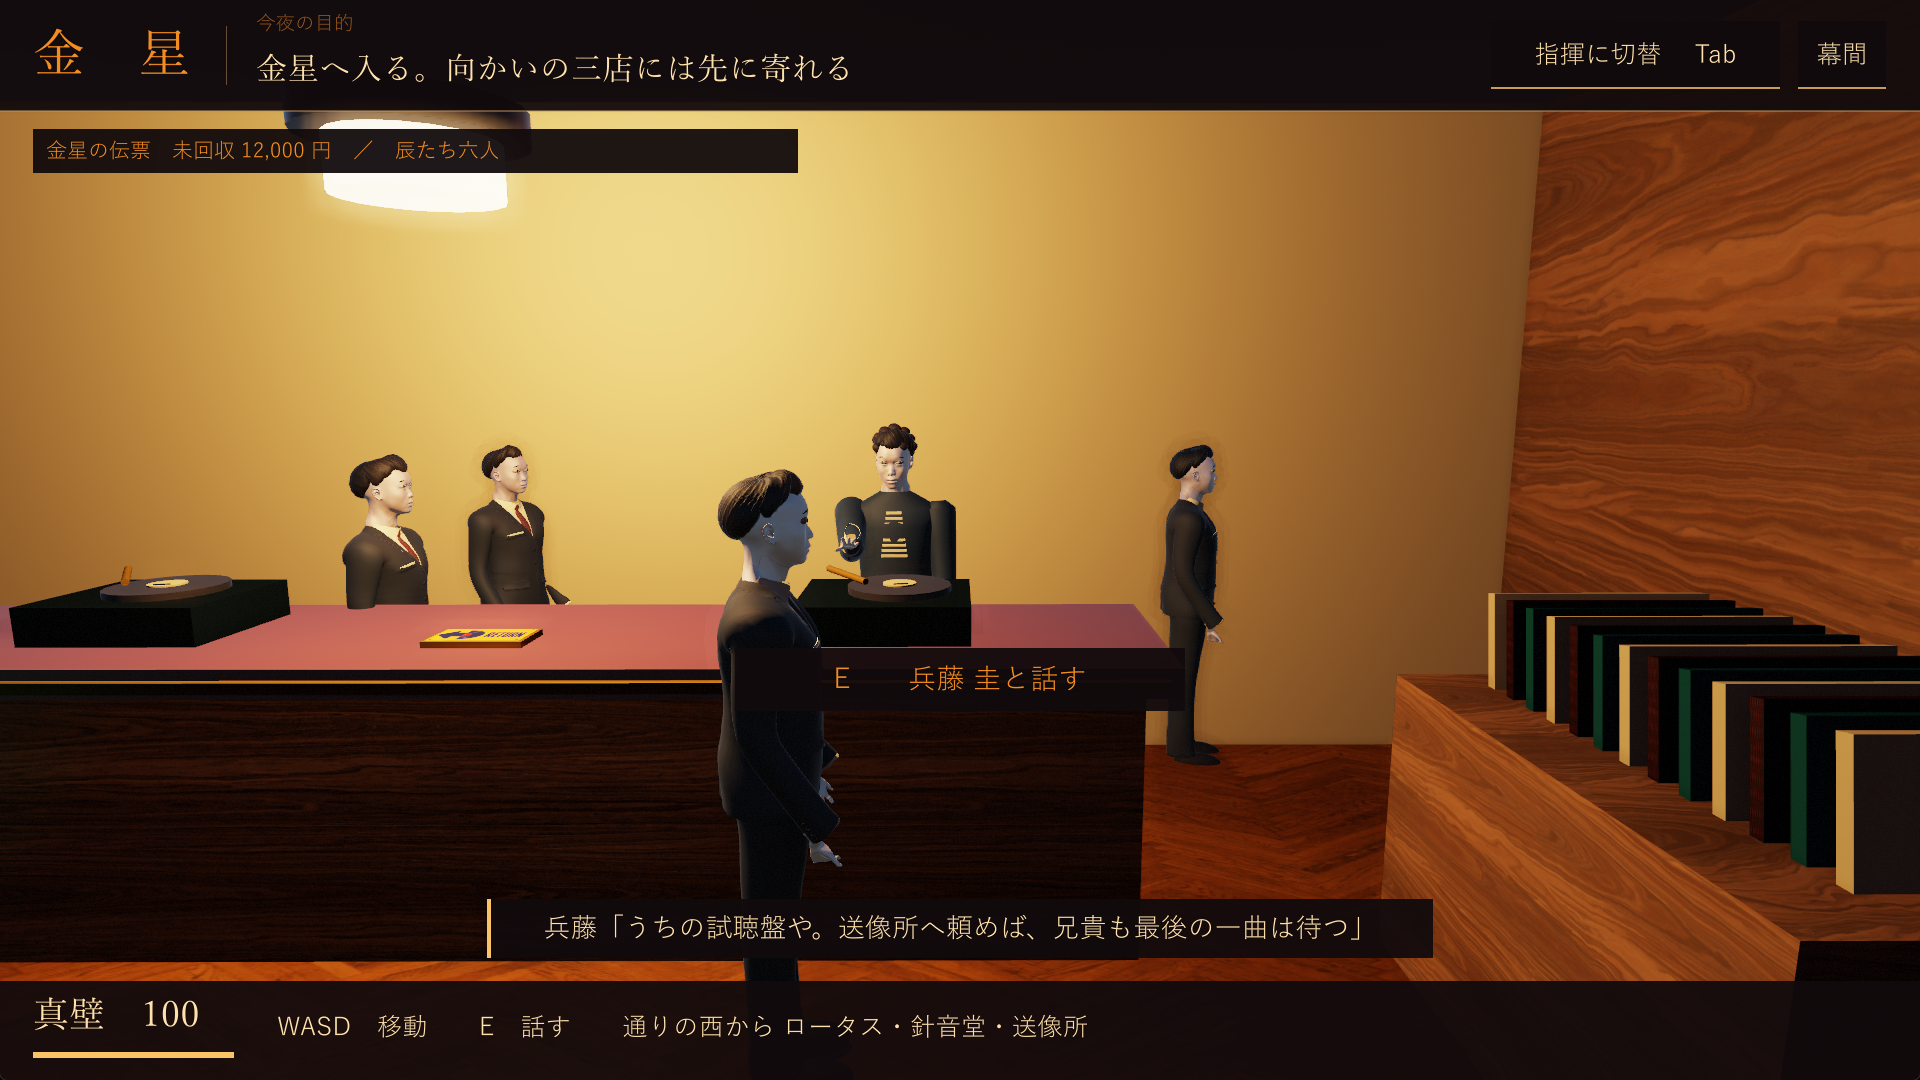 金 星
今夜の目的
金星へ入る。向かいの三店には先に寄れる
指揮に切替 Tab
幕間
金星の伝票 未回収 12,000 円 ／ 辰たち六人
RETURN
E 兵藤 圭と話す
兵藤「うちの試聴盤や。送像所へ頼めば、兄貴も最後の一曲は待つ」
真壁 100
WASD 移動 E 話す 通りの西から ロータス・針音堂・送像所